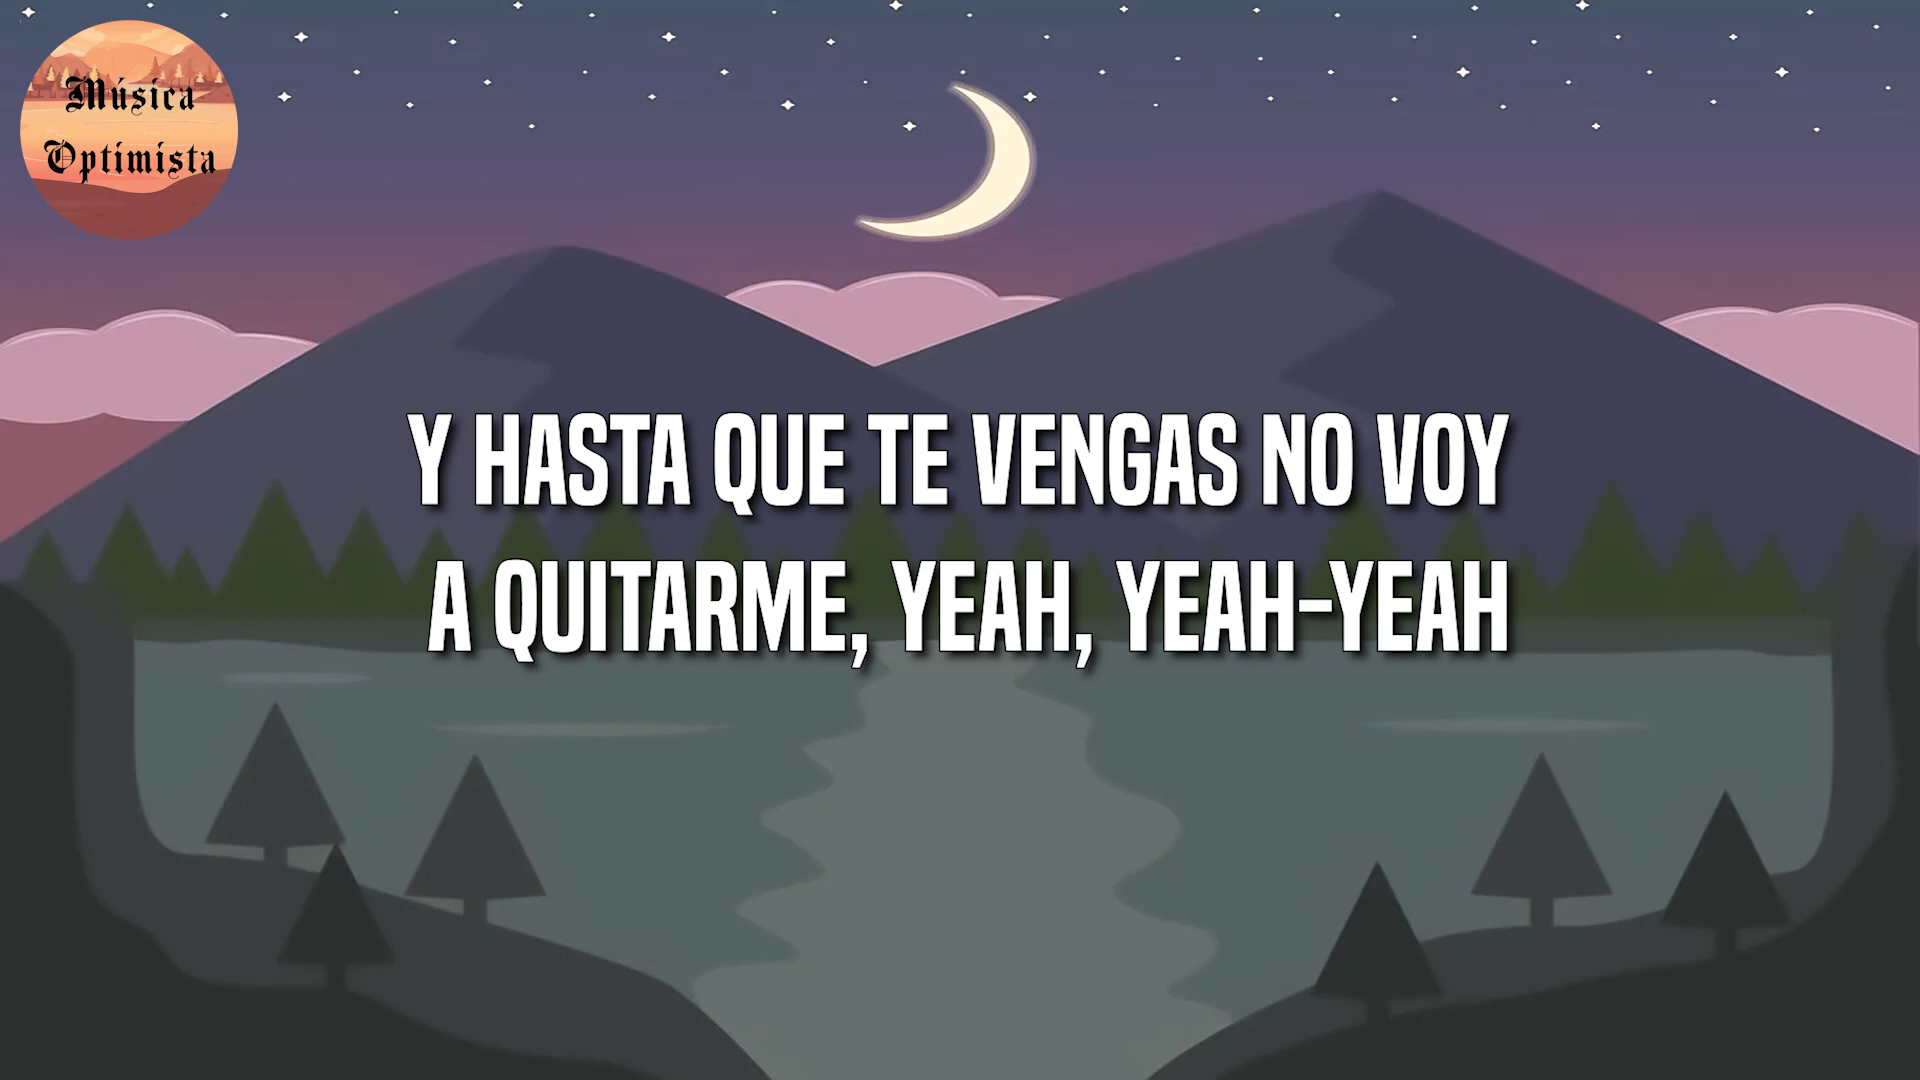 Música
Optimista
Y HASTA QUE TE VENGAS NO VOY
A QUITARME, YEAH, YEAH-YEAH